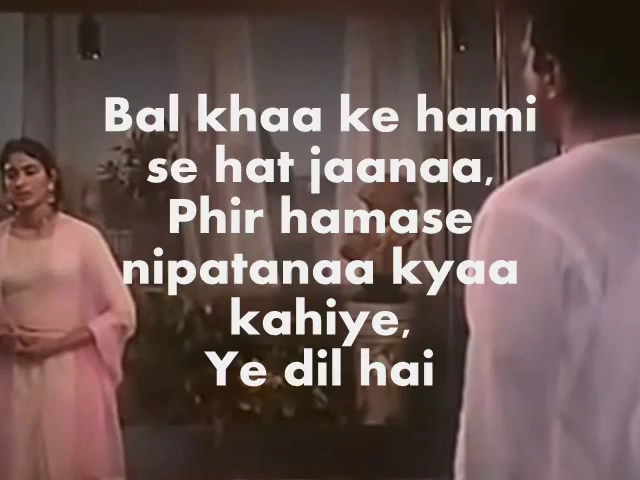 Bal khaa ke hami
se hat jaanaa,
Phir hamase
nipatanaa kyaa
kahiye,
Ye dil hai